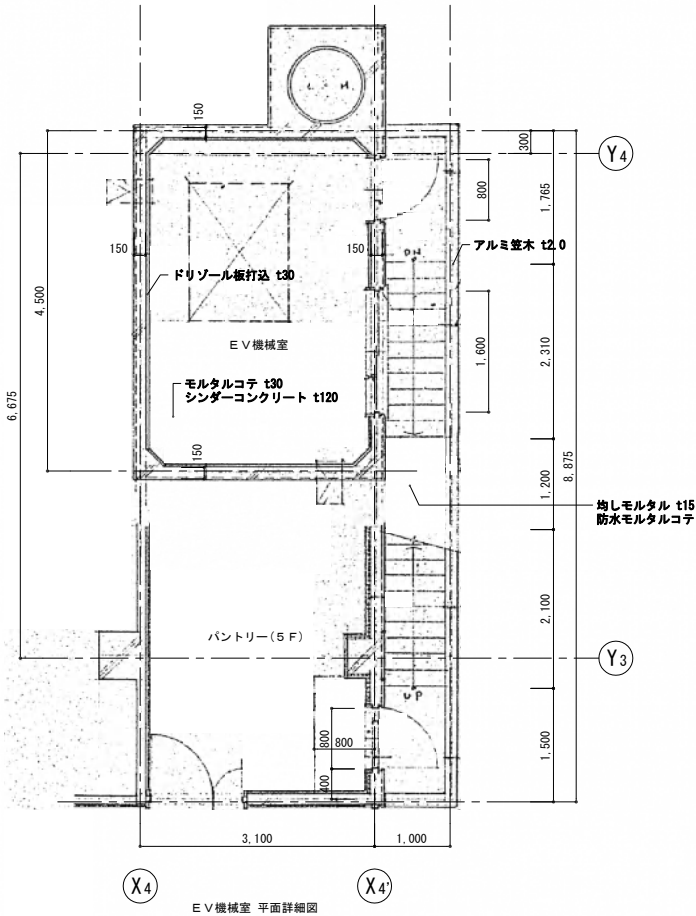 L - M.
150
300
Y4
800
1,765
150
150
アルミ笠木 t2.0
DN
ドリゾール板打込 t30
4,500
EV機械室
1,600
2,310
6,675
モルタルコテ t30
シンダーコンクリート t120
150
8,875
1,200
均しモルタル t15
防水モルタルコテ
2,100
パントリー(5F)
Y3
UP
800
800
1,500
400
3,100
1,000
X4
X4'
EV機械室 平面詳細図